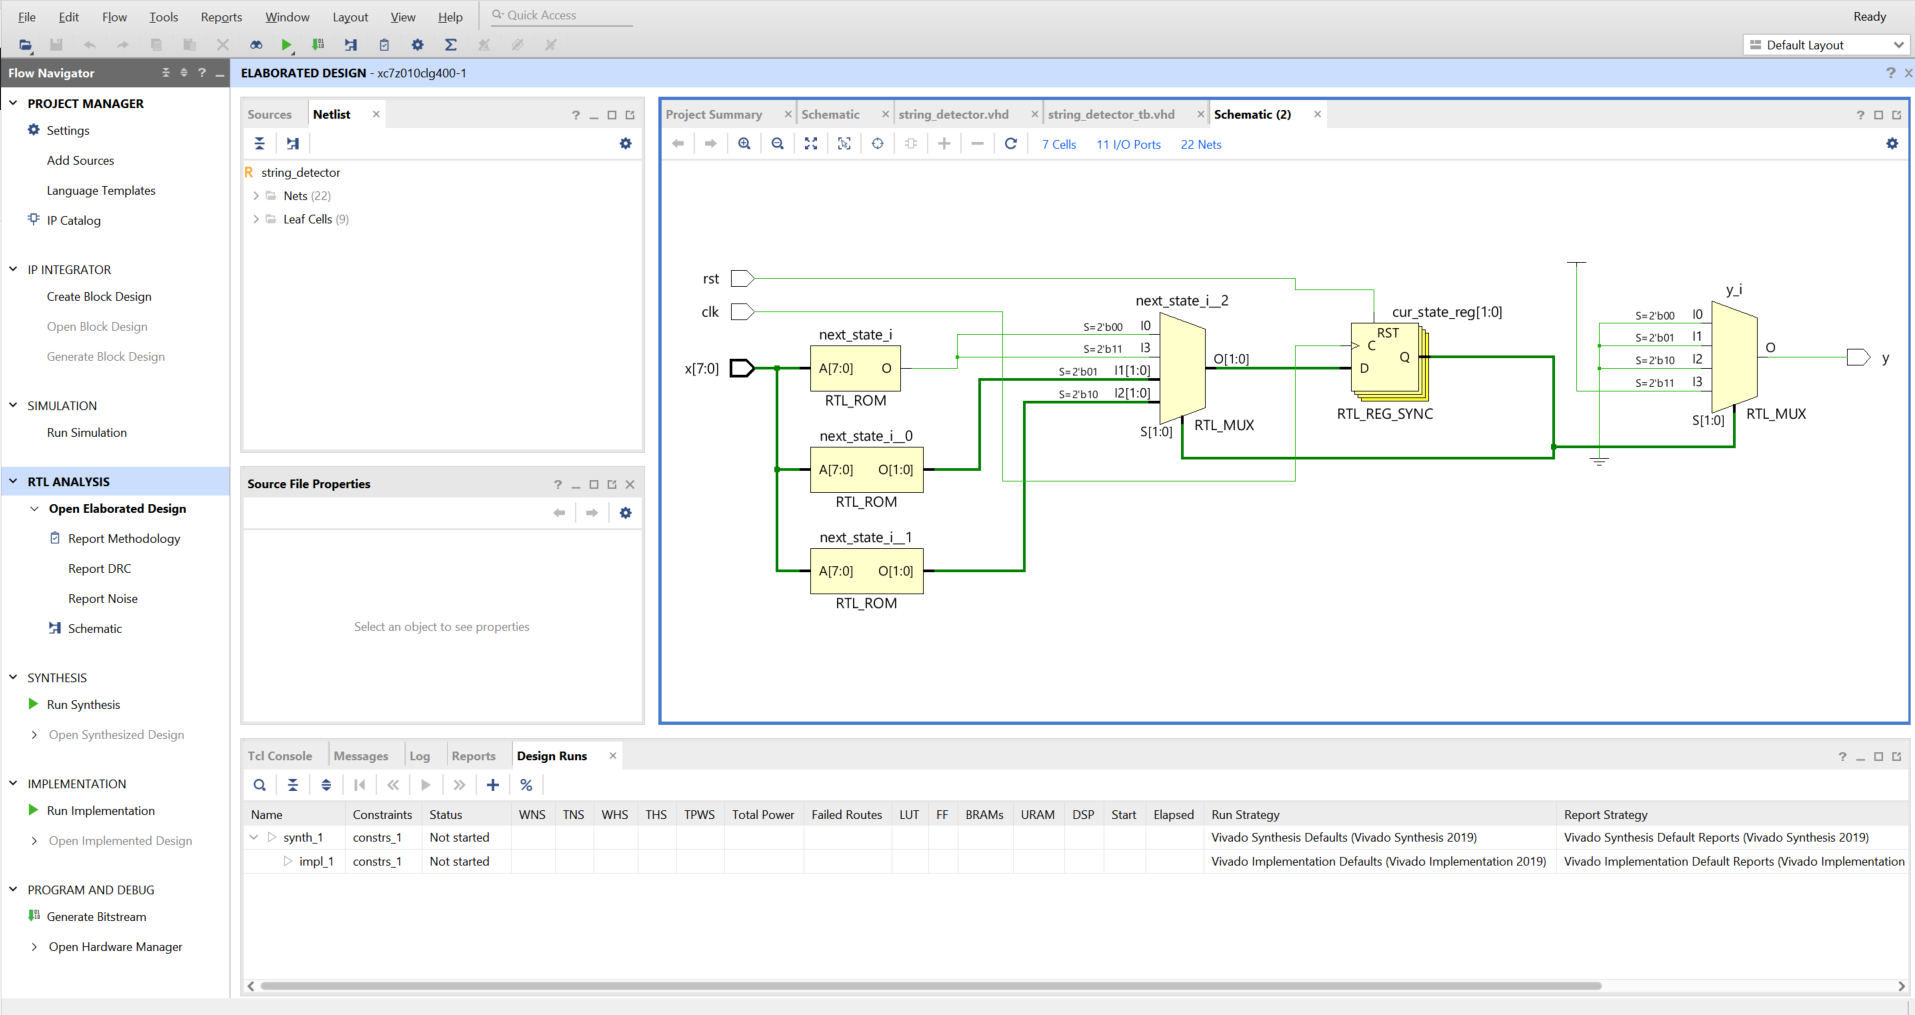 File Edit Flow Tools Reports Window Layout View Help Quick Access Ready
Default Layout
Flow Navigator
ELABORATED DESIGN - xc7z010clg400-1
PROJECT MANAGER
Settings
Add Sources
Language Templates
IP Catalog
IP INTEGRATOR
Create Block Design
Open Block Design
Generate Block Design
SIMULATION
Run Simulation
RTL ANALYSIS
Open Elaborated Design
Report Methodology
Report DRC
Report Noise
Schematic
SYNTHESIS
Run Synthesis
Open Synthesized Design
IMPLEMENTATION
Run Implementation
Open Implemented Design
PROGRAM AND DEBUG
Generate Bitstream
Open Hardware Manager
Sources Netlist
string_detector
Nets (22)
Leaf Cells (9)
Source File Properties
Select an object to see properties
Project Summary Schematic string_detector.vhd string_detector_tb.vhd Schematic (2)
7 Cells 11 I/O Ports 22 Nets
rst
clk
x[7:0]
next_state_i
A[7:0] O
RTL_ROM
next_state_i__0
A[7:0] O[1:0]
RTL_ROM
next_state_i__1
A[7:0] O[1:0]
RTL_ROM
next_state_i__2
S=2'b00 I0
S=2'b11 I3
S=2'b01 I1[1:0]
S=2'b10 I2[1:0]
O[1:0]
S[1:0]
RTL_MUX
cur_state_reg[1:0]
RST
C
Q
D
RTL_REG_SYNC
y_i
S=2'b00 I0
S=2'b01 I1
S=2'b10 I2
S=2'b11 I3
O
S[1:0]
RTL_MUX
y
Tcl Console Messages Log Reports Design Runs
Name Constraints Status WNS TNS WHS THS TPWS Total Power Failed Routes LUT FF BRAMs URAM DSP Start Elapsed Run Strategy Report Strategy
synth_1 constrs_1 Not started Vivado Synthesis Defaults (Vivado Synthesis 2019) Vivado Synthesis Default Reports (Vivado Synthesis 2019)
impl_1 constrs_1 Not started Vivado Implementation Defaults (Vivado Implementation 2019) Vivado Implementation Default Reports (Vivado Implementation